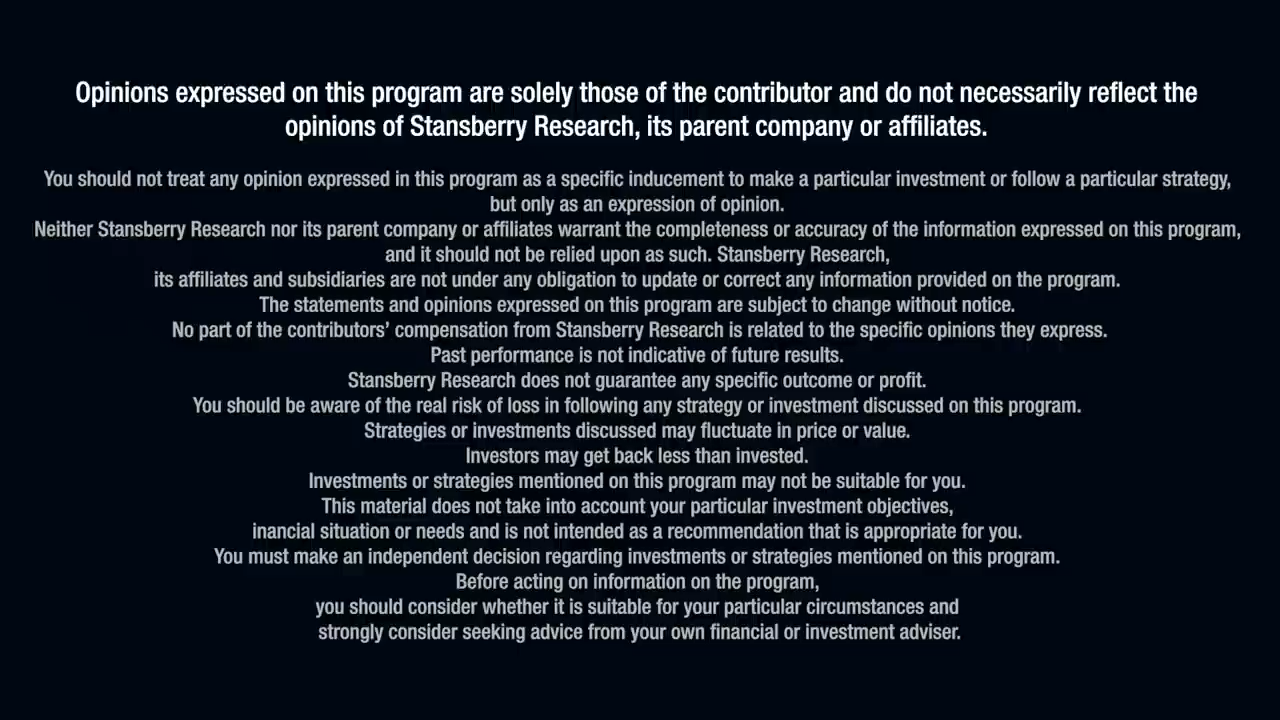 Opinions expressed on this program are solely those of the contributor and do not necessarily reflect the
opinions of Stansberry Research, its parent company or affiliates.
You should not treat any opinion expressed in this program as a specific inducement to make a particular investment or follow a particular strategy,
but only as an expression of opinion.
Neither Stansberry Research nor its parent company or affiliates warrant the completeness or accuracy of the information expressed on this program,
and it should not be relied upon as such. Stansberry Research,
its affiliates and subsidiaries are not under any obligation to update or correct any information provided on the program.
The statements and opinions expressed on this program are subject to change without notice.
No part of the contributors’ compensation from Stansberry Research is related to the specific opinions they express.
Past performance is not indicative of future results.
Stansberry Research does not guarantee any specific outcome or profit.
You should be aware of the real risk of loss in following any strategy or investment discussed on this program.
Strategies or investments discussed may fluctuate in price or value.
Investors may get back less than invested.
Investments or strategies mentioned on this program may not be suitable for you.
This material does not take into account your particular investment objectives,
inancial situation or needs and is not intended as a recommendation that is appropriate for you.
You must make an independent decision regarding investments or strategies mentioned on this program.
Before acting on information on the program,
you should consider whether it is suitable for your particular circumstances and
strongly consider seeking advice from your own financial or investment adviser.